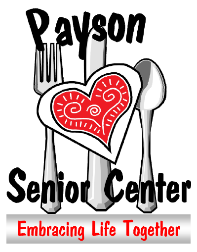 Payson
Senior Center
Embracing Life Together